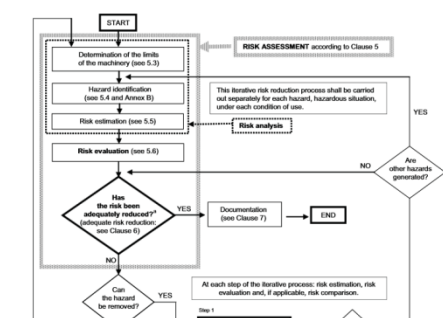 START
RISK ASSESSMENT according to Clause 5
Determination of the limits
of the machinery (see 5.3)
Hazard identification
(see 5.4 and Annex B)
This iterative risk reduction process shall be carried
out separately for each hazard, hazardous situation,
under each condition of use.
Risk estimation (see 5.5)
Risk analysis
YES
Risk evaluation (see 5.6)
NO
Are
other hazards
generated?
Has
the risk been
adequately reduced?ᵃ
(adequate risk reduction:
see Clause 6)
YES
Documentation
(see Clause 7)
END
NO
Can
the hazard
be removed?
YES
At each step of the iterative process: risk estimation, risk
evaluation and, if applicable, risk comparison.
Step 1